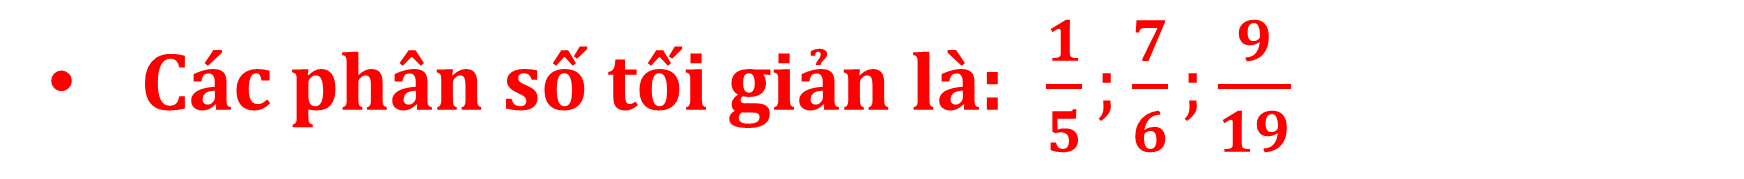 • Các phân số tối giản là: 1/5 ; 7/6 ; 9/19